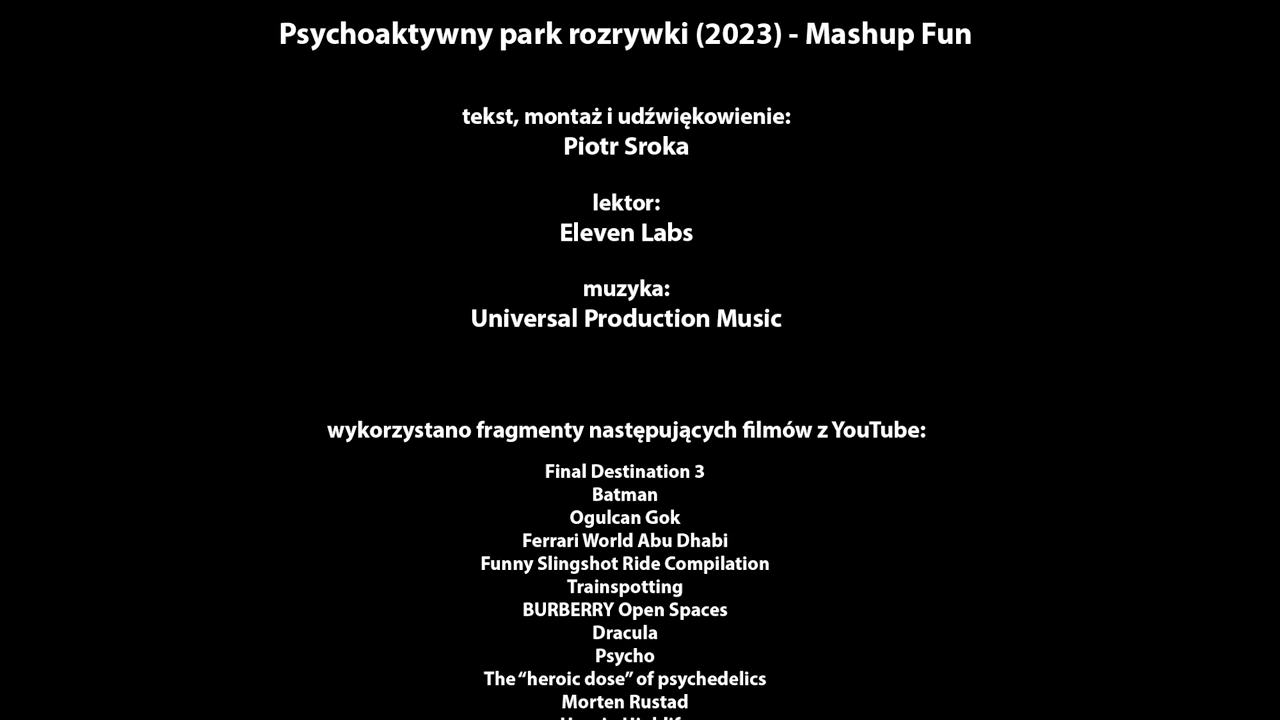 Psychoaktywny park rozrywki (2023) - Mashup Fun
tekst, montaż i udźwiękowienie:
Piotr Sroka
lektor:
Eleven Labs
muzyka:
Universal Production Music
wykorzystano fragmenty następujących filmów z YouTube:
Final Destination 3
Batman
Ogulcan Gok
Ferrari World Abu Dhabi
Funny Slingshot Ride Compilation
Trainspotting
BURBERRY Open Spaces
Dracula
Psycho
The “heroic dose” of psychedelics
Morten Rustad